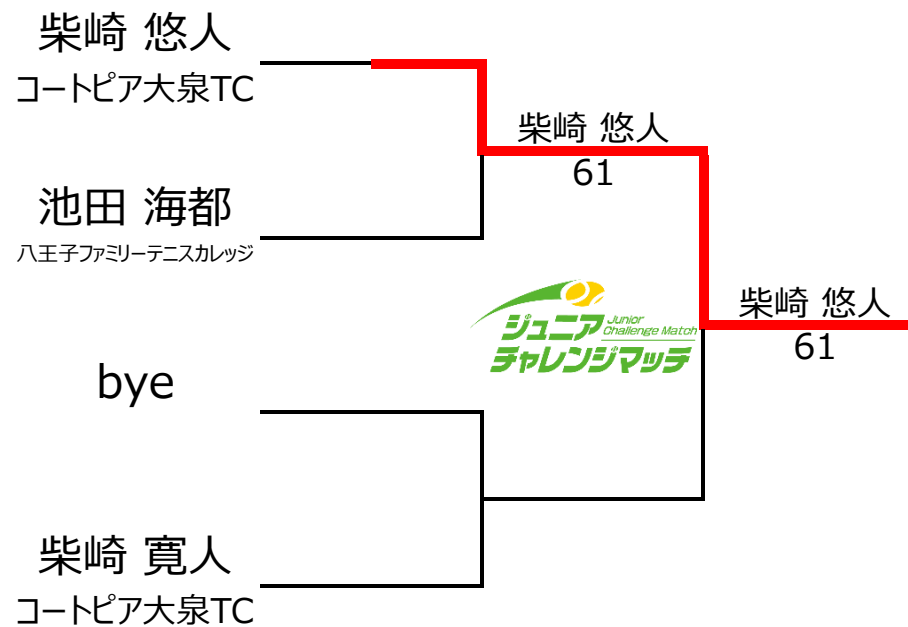 柴崎 悠人
コートピア大泉TC
柴崎 悠人
61
池田 海都
八王子ファミリーテニスカレッジ
ジュニア Junior Challenge Match
チャレンジマッチ
柴崎 悠人
61
bye
柴崎 寛人
コートピア大泉TC